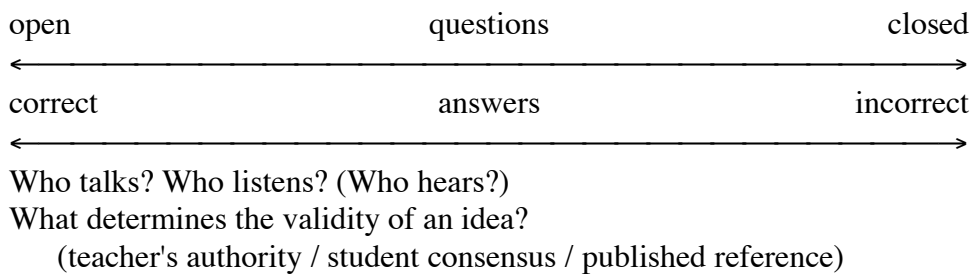 open questions closed
correct answers incorrect
Who talks? Who listens? (Who hears?)
What determines the validity of an idea?
(teacher's authority / student consensus / published reference)